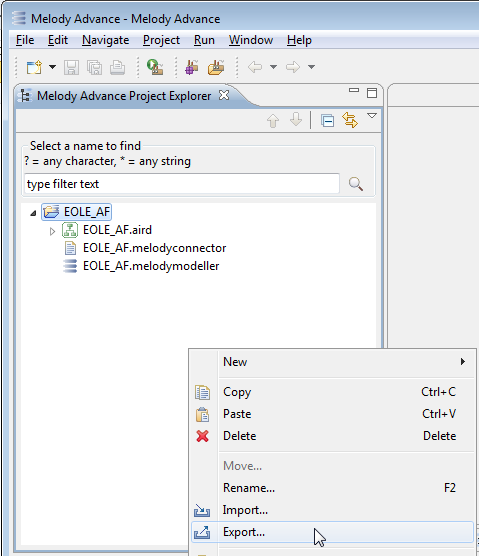 Melody Advance - Melody Advance
File Edit Navigate Project Run Window Help
Melody Advance Project Explorer
Select a name to find
? = any character, * = any string
type filter text
EOLE_AF
EOLE_AF.aird
EOLE_AF.melodyconnector
EOLE_AF.melodymodeller
New
Copy Ctrl+C
Paste Ctrl+V
Delete Delete
Move...
Rename... F2
Import...
Export...